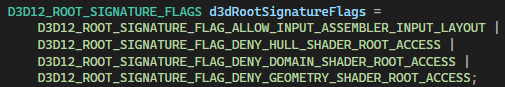 D3D12_ROOT_SIGNATURE_FLAGS d3dRootSignatureFlags =
D3D12_ROOT_SIGNATURE_FLAG_ALLOW_INPUT_ASSEMBLER_INPUT_LAYOUT |
D3D12_ROOT_SIGNATURE_FLAG_DENY_HULL_SHADER_ROOT_ACCESS |
D3D12_ROOT_SIGNATURE_FLAG_DENY_DOMAIN_SHADER_ROOT_ACCESS |
D3D12_ROOT_SIGNATURE_FLAG_DENY_GEOMETRY_SHADER_ROOT_ACCESS;